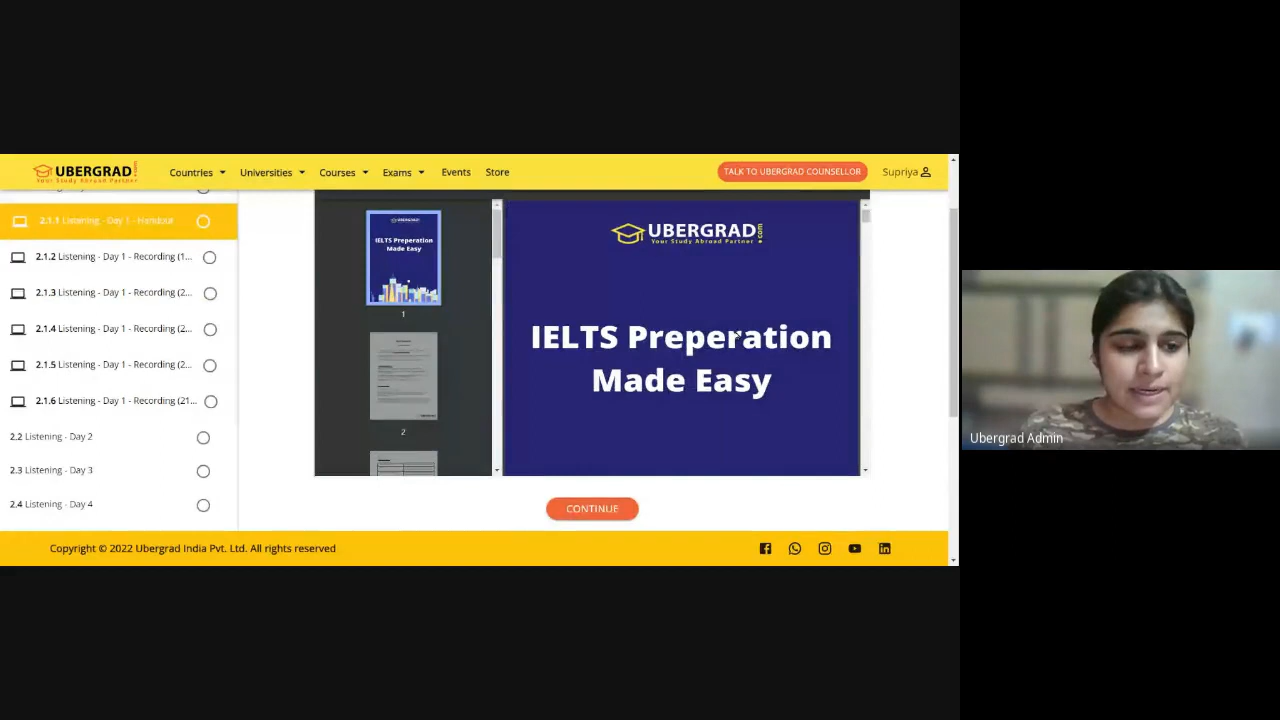 UBERGRAD.com
Your Study Abroad Partner
Countries
Universities
Courses
Exams
Events
Store
TALK TO UBERGRAD COUNSELLOR
Supriya
2.1.1 Listening - Day 1 - Handout
2.1.2 Listening - Day 1 - Recording (1...
2.1.3 Listening - Day 1 - Recording (2...
2.1.4 Listening - Day 1 - Recording (2...
2.1.5 Listening - Day 1 - Recording (2...
2.1.6 Listening - Day 1 - Recording (21...
2.2 Listening - Day 2
2.3 Listening - Day 3
2.4 Listening - Day 4
UBERGRAD
IELTS Preperation
Made Easy
1
2
UBERGRAD.com
Your Study Abroad Partner
IELTS Preperation
Made Easy
CONTINUE
Copyright © 2022 Ubergrad India Pvt. Ltd. All rights reserved
Ubergrad Admin